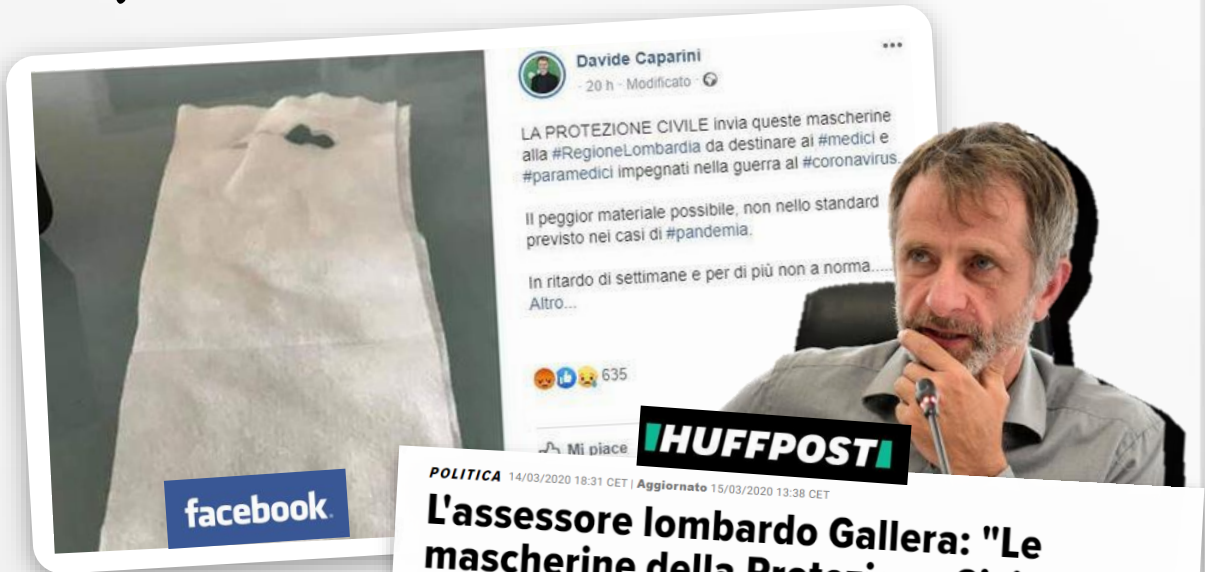 Davide Caparini
· 20 h · Modificato ·
LA PROTEZIONE CIVILE invia queste mascherine
alla #RegioneLombardia da destinare ai #medici e
#paramedici impegnati nella guerra al #coronavirus.
Il peggior materiale possibile, non nello standard
previsto nei casi di #pandemia.
In ritardo di settimane e per di più non a norma.....
Altro...
635
Mi piace
facebook
HUFFPOST
POLITICA 14/03/2020 18:31 CET | Aggiornato 15/03/2020 13:38 CET
L'assessore lombardo Gallera: "Le
mascherine della